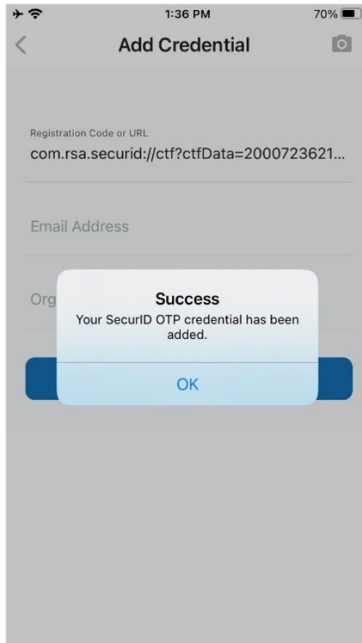 1:36 PM
70%
Add Credential
Registration Code or URL
com.rsa.securid://ctf?ctfData=2000723621...
Email Address
Org
Success
Your SecurID OTP credential has been
added.
OK